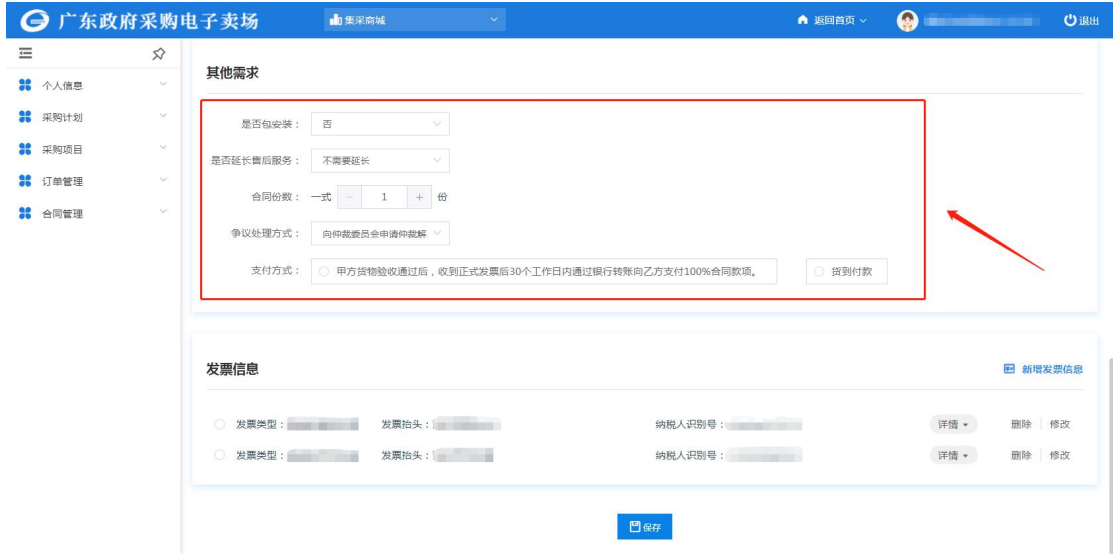 广东政府采购电子卖场 集采商城 返回首页 退出
个人信息
采购计划
采购项目
订单管理
合同管理
其他需求
是否包安装： 否
是否延长售后服务： 不需要延长
合同份数： 一式 － 1 + 份
争议处理方式： 向仲裁委员会申请仲裁解
支付方式： 甲方货物验收通过后，收到正式发票后30个工作日内通过银行转账向乙方支付100%合同款项。 货到付款
发票信息 新增发票信息
发票类型： 发票抬头： 纳税人识别号： 详情 删除 修改
发票类型： 发票抬头： 纳税人识别号： 详情 删除 修改
保存